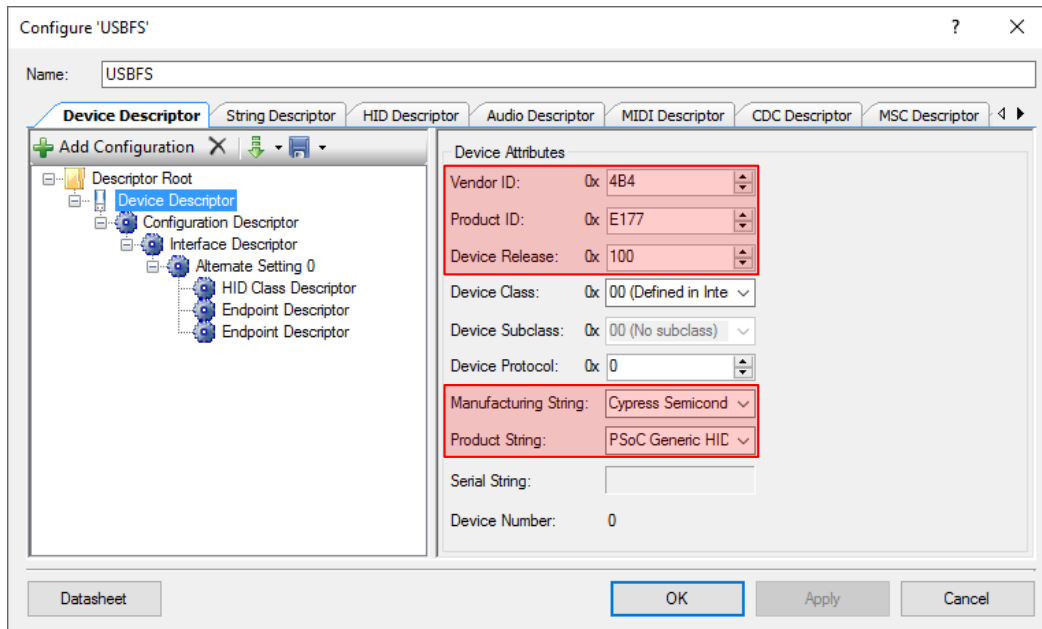 Configure 'USBFS'
?
Name: USBFS
Device Descriptor String Descriptor HID Descriptor Audio Descriptor MIDI Descriptor CDC Descriptor MSC Descriptor
Add Configuration
Descriptor Root
Device Descriptor
Configuration Descriptor
Interface Descriptor
Alternate Setting 0
HID Class Descriptor
Endpoint Descriptor
Endpoint Descriptor
Device Attributes
Vendor ID: 0x 4B4
Product ID: 0x E177
Device Release: 0x 100
Device Class: 0x 00 (Defined in Inte
Device Subclass: 0x 00 (No subclass)
Device Protocol: 0x 0
Manufacturing String: Cypress Semicond
Product String: PSoC Generic HID
Serial String:
Device Number: 0
Datasheet OK Apply Cancel